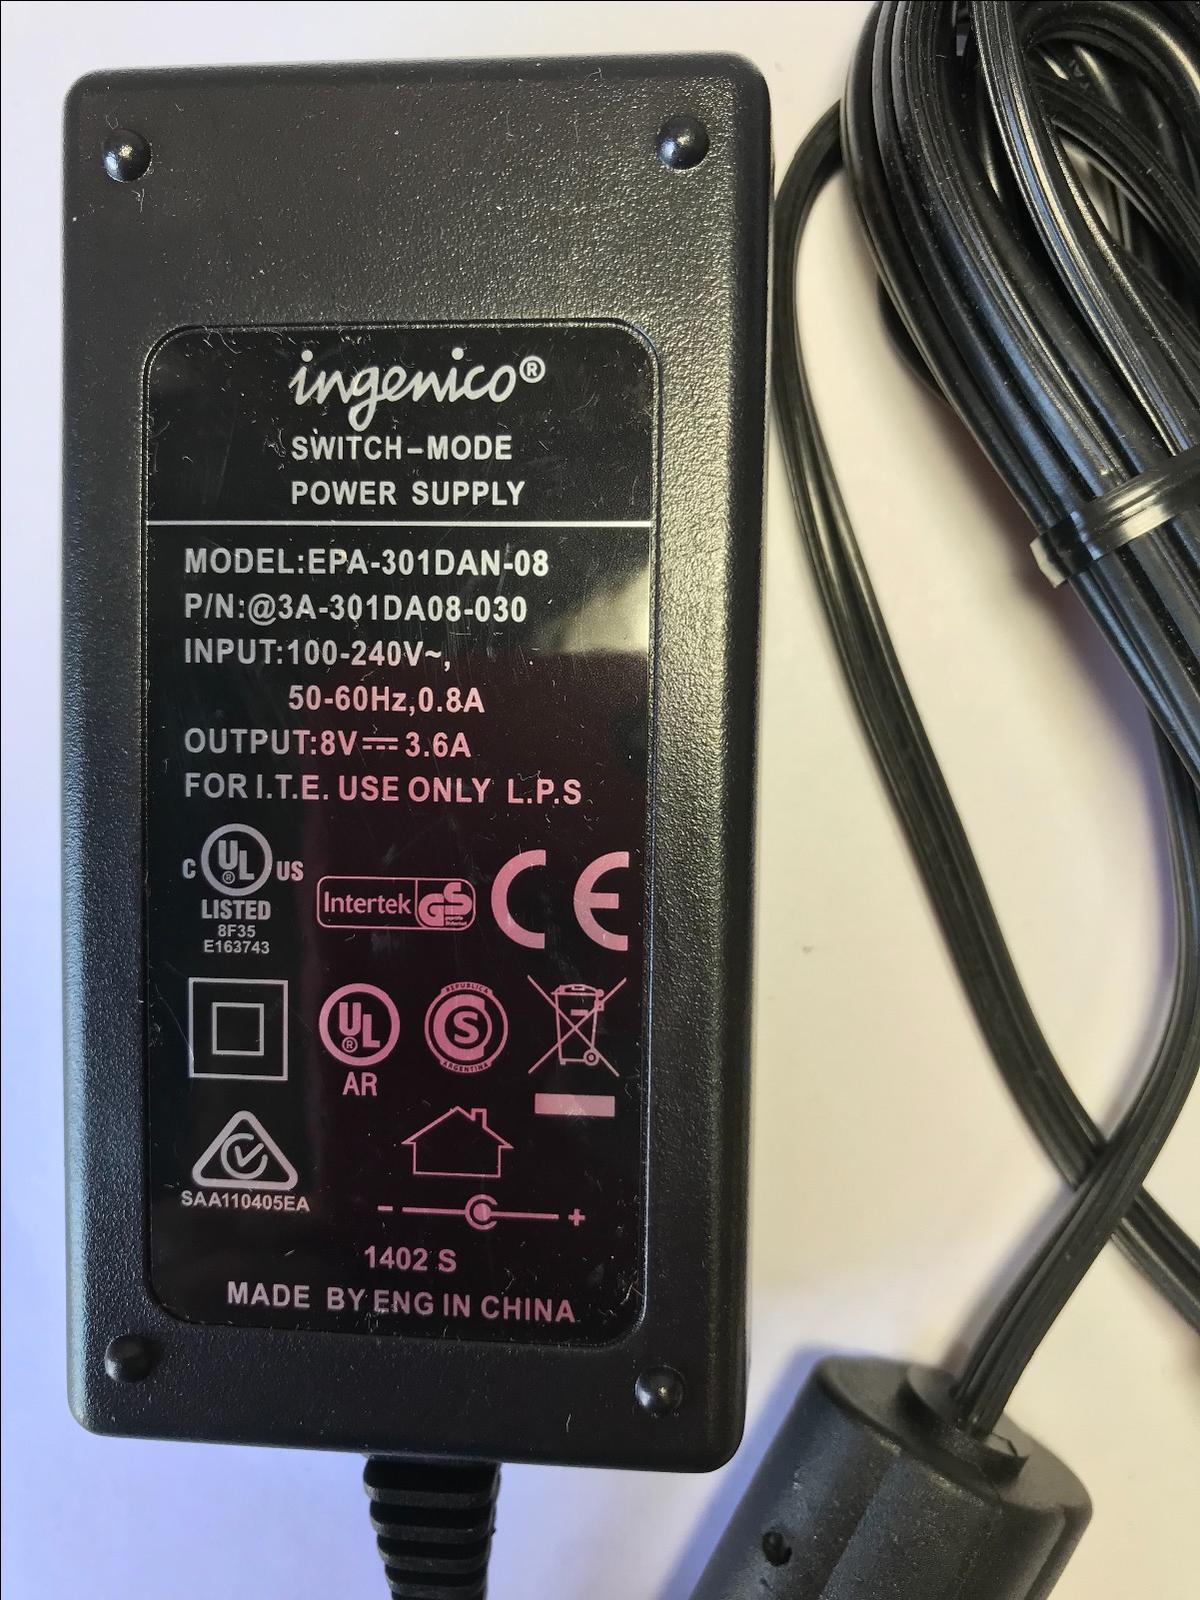 ingenico®
SWITCH-MODE
POWER SUPPLY
MODEL:EPA-301DAN-08
P/N:@3A-301DA08-030
INPUT:100-240V~,
50-60Hz,0.8A
OUTPUT:8V⎓3.6A
FOR I.T.E. USE ONLY L.P.S
C UL® US
LISTED
8F35
E163743
Intertek GS
CE
UL®
AR
REPUBLICA
S
ARGENTINA
SAA110405EA
- +
1402 S
MADE BY ENG IN CHINA